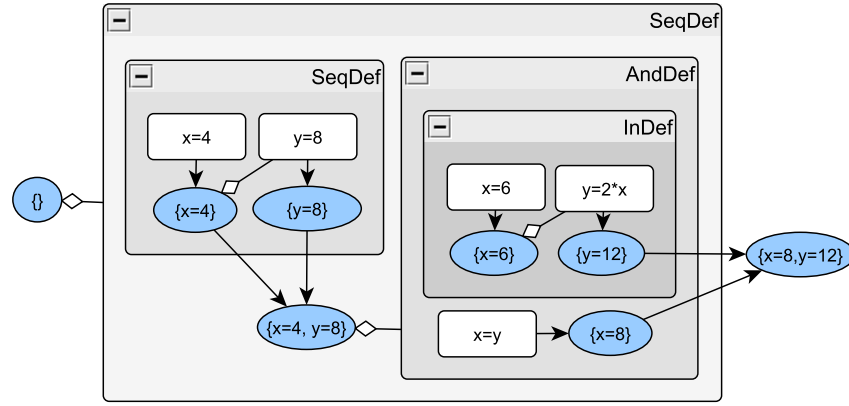 SeqDef
SeqDef
AndDef
InDef
x=4
y=8
x=6
y=2*x
{}
{x=4}
{y=8}
{x=6}
{y=12}
{x=8,y=12}
{x=4, y=8}
x=y
{x=8}